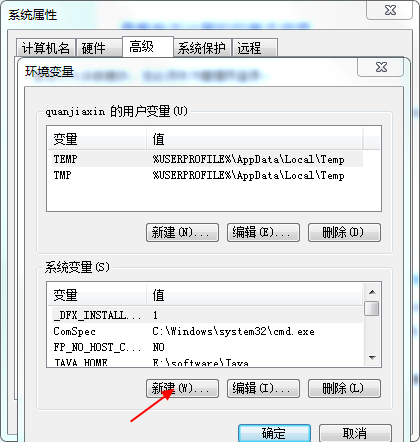 系统属性
计算机名 硬件 高级 系统保护 远程
环境变量
quanjiaxin 的用户变量(U)
变量 值
TEMP %USERPROFILE%\AppData\Local\Temp
TMP %USERPROFILE%\AppData\Local\Temp
新建(N)... 编辑(E)... 删除(D)
系统变量(S)
变量 值
_DFX_INSTALL... 1
ComSpec C:\Windows\system32\cmd.exe
FP_NO_HOST_C... NO
JAVA_HOME E:\software\Java
新建(W)... 编辑(I)... 删除(L)
确定 取消